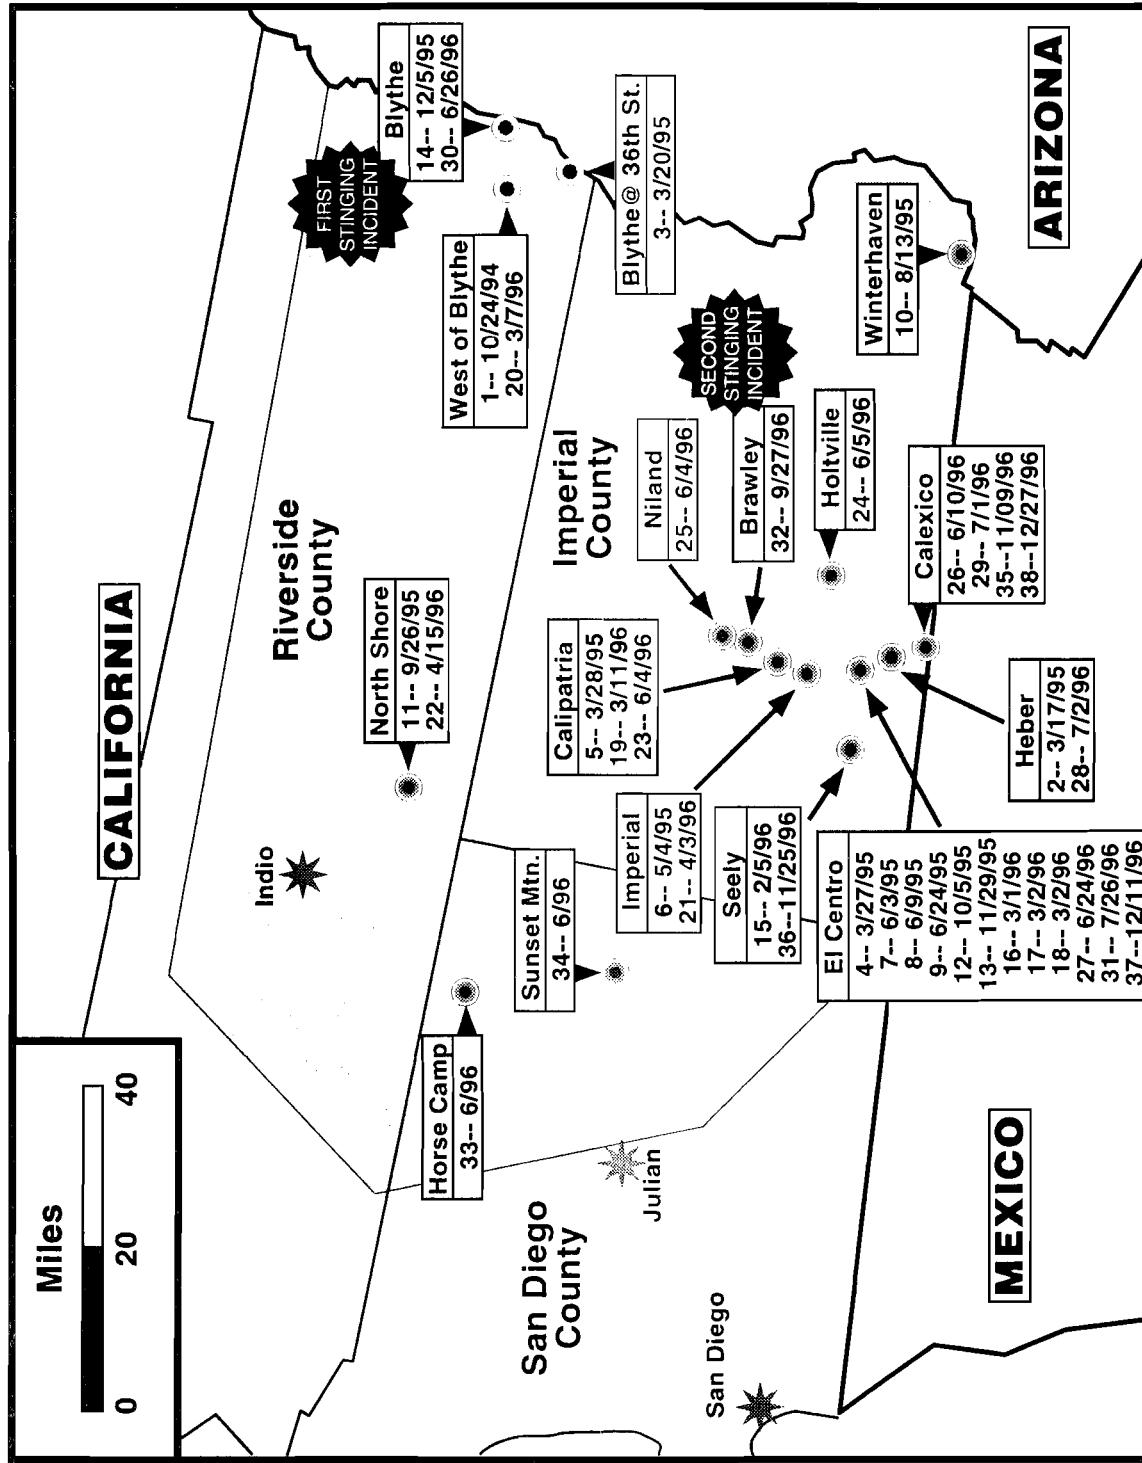 Miles
0 20 40
CALIFORNIA
Indio
Riverside
County
FIRST
STINGING
INCIDENT
Blythe
14-- 12/5/95
30-- 6/26/96
North Shore
11-- 9/26/95
22-- 4/15/96
West of Blythe
1-- 10/24/94
20-- 3/7/96
Horse Camp
33-- 6/96
Blythe@ 36th St.
3-- 3/20/95
Sunset Mtn.
34-- 6/96
Imperial
County
San Diego
County
Julian
Calipatria
5-- 3/28/95
19-- 3/11/96
23-- 6/4/96
Niland
25-- 6/4/96
SECOND
STINGING
INCIDENT
Imperial
6-- 5/4/95
21-- 4/3/96
Brawley
32-- 9/27/96
San Diego
Seely
15-- 2/5/96
36--11/25/96
Holtville
24-- 6/5/96
Winterhaven
10-- 8/13/95
El Centro
4-- 3/27/95
7-- 6/3/95
8-- 6/9/95
9-- 6/24/95
12-- 10/5/95
13-- 11/29/95
16-- 3/1/96
17-- 3/2/96
18-- 3/2/96
27-- 6/24/96
31-- 7/26/96
37--12/11/96
Calexico
26-- 6/10/96
29-- 7/1/96
35--11/09/96
38--12/27/96
Heber
2-- 3/17/95
28-- 7/2/96
MEXICO
ARIZONA